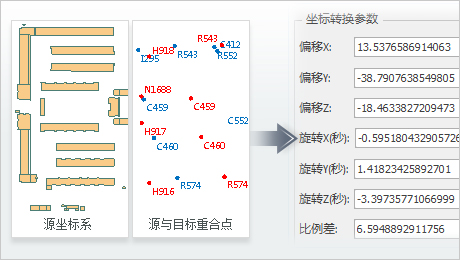 坐标转换参数
偏移X: 13.5376586914063
偏移Y: -38.7907638549805
偏移Z: -18.4633827209473
旋转X(秒): -0.595180432905726
旋转Y(秒): 1.41823425892701
旋转Z(秒): -3.39735771066999
比例差: 6.5948892911756
R543
C412
H918
R543
R552
I295
N1688
C459
C459
H917
C552
C460
C460
H916
R574
R574
源坐标系
源与目标重合点